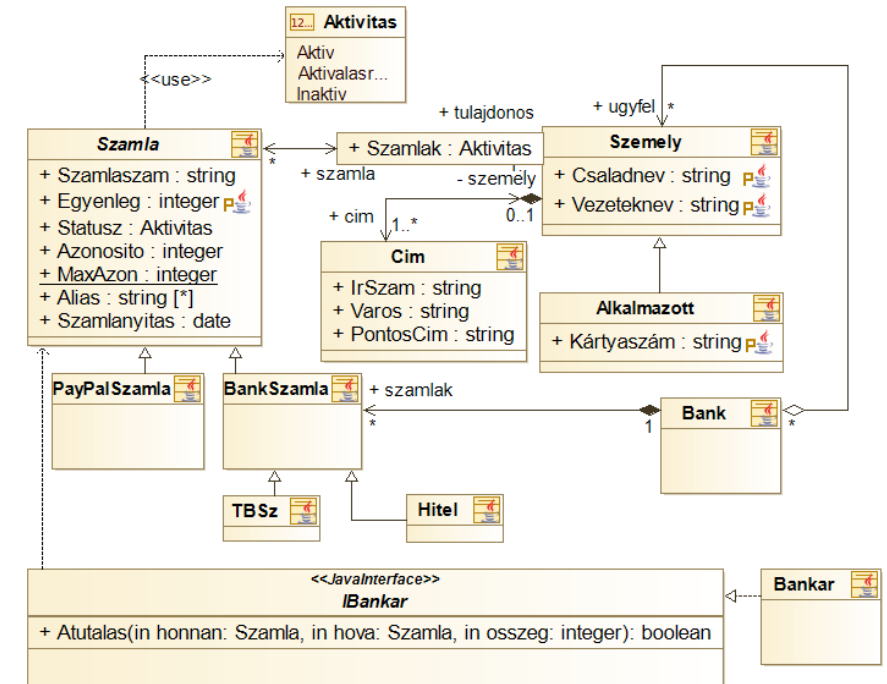 12... Aktivitas
Aktiv
Aktivalasr...
Inaktiv
<<use>>
Szamla
+ Szamlaszam : string
+ Egyenleg : integer
+ Statusz : Aktivitas
+ Azonosito : integer
+ MaxAzon : integer
+ Alias : string [*]
+ Szamlanyitas : date
*
+ szamla
+ tulajdonos
+ Szamlak : Aktivitas
+ ugyfel *
Szemely
+ Csaladnev : string P
+ Vezeteknev : string P
- szemely
0..1
+ cim
1..*
Cim
+ IrSzam : string
+ Varos : string
+ PontosCim : string
Alkalmazott
+ Kártyaszám : string P
PayPalSzamla
BankSzamla
+ szamlak
*
1
Bank
*
TBSz
Hitel
<<JavaInterface>>
IBankar
+ Atutalas(in honnan: Szamla, in hova: Szamla, in osszeg: integer): boolean
Bankar